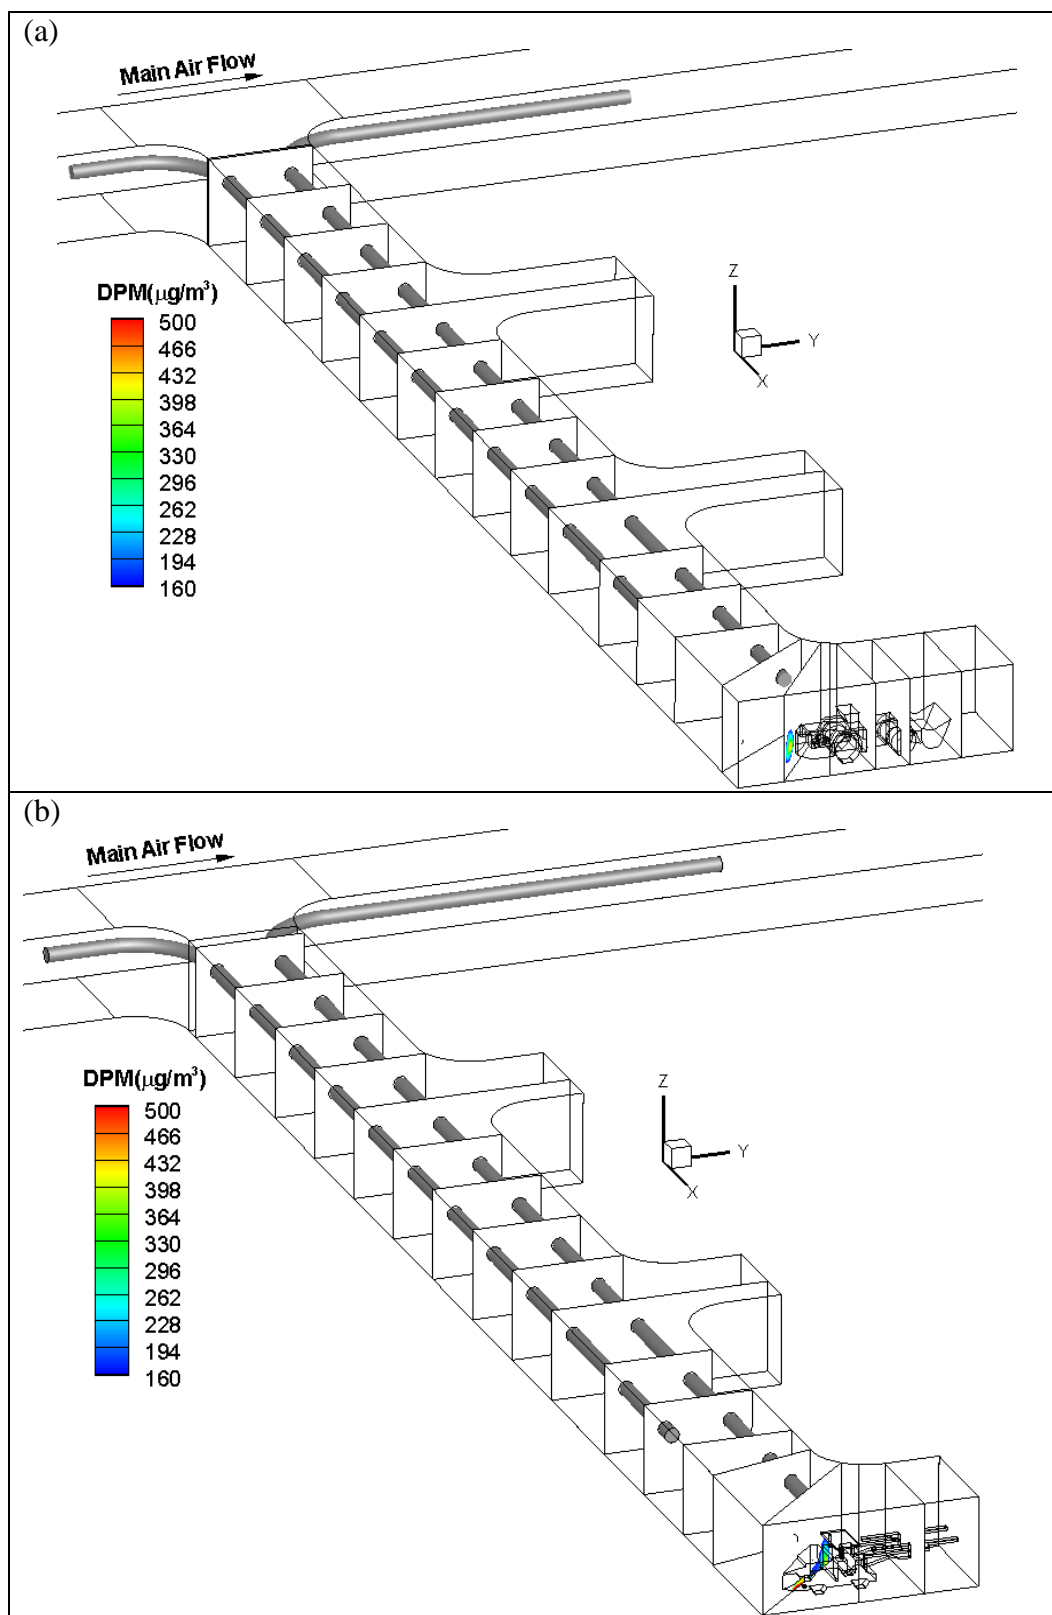 (a)
Main Air Flow
Z
Y
X
DPM(μg/m³)
500
466
432
398
364
330
296
262
228
194
160
(b)
Main Air Flow
Z
Y
X
DPM(μg/m³)
500
466
432
398
364
330
296
262
228
194
160